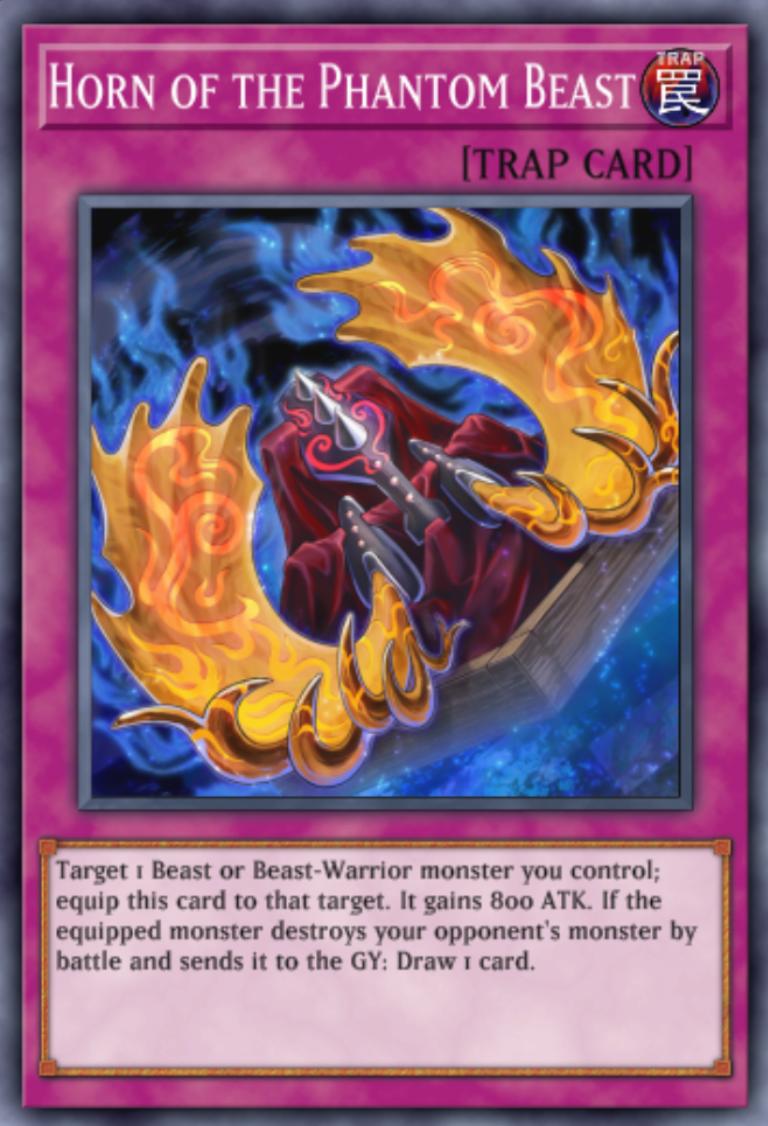 HORN OF THE PHANTOM BEAST
TRAP
罠
[TRAP CARD]
Target 1 Beast or Beast-Warrior monster you control;
equip this card to that target. It gains 800 ATK. If the
equipped monster destroys your opponent's monster by
battle and sends it to the GY: Draw 1 card.